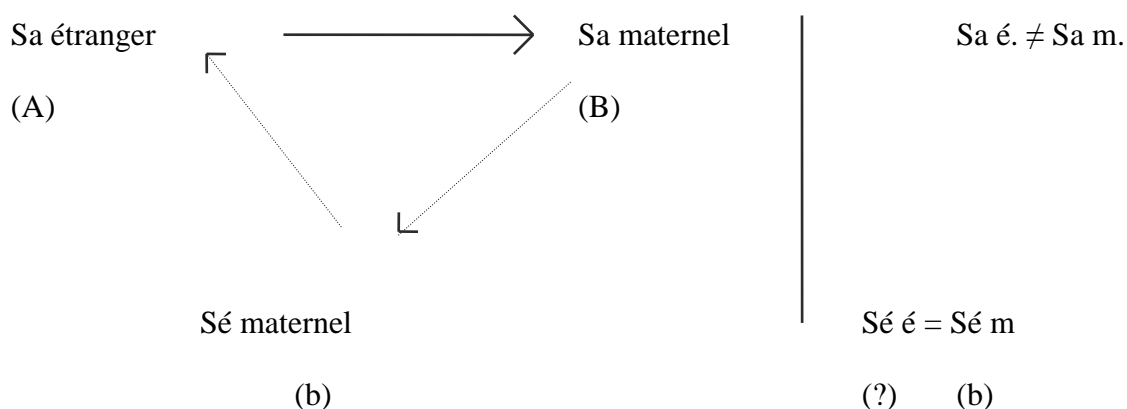 Sa étranger Sa maternel Sa é. ≠ Sa m.
(A) (B)
Sé maternel Sé é = Sé m
(b) (?) (b)